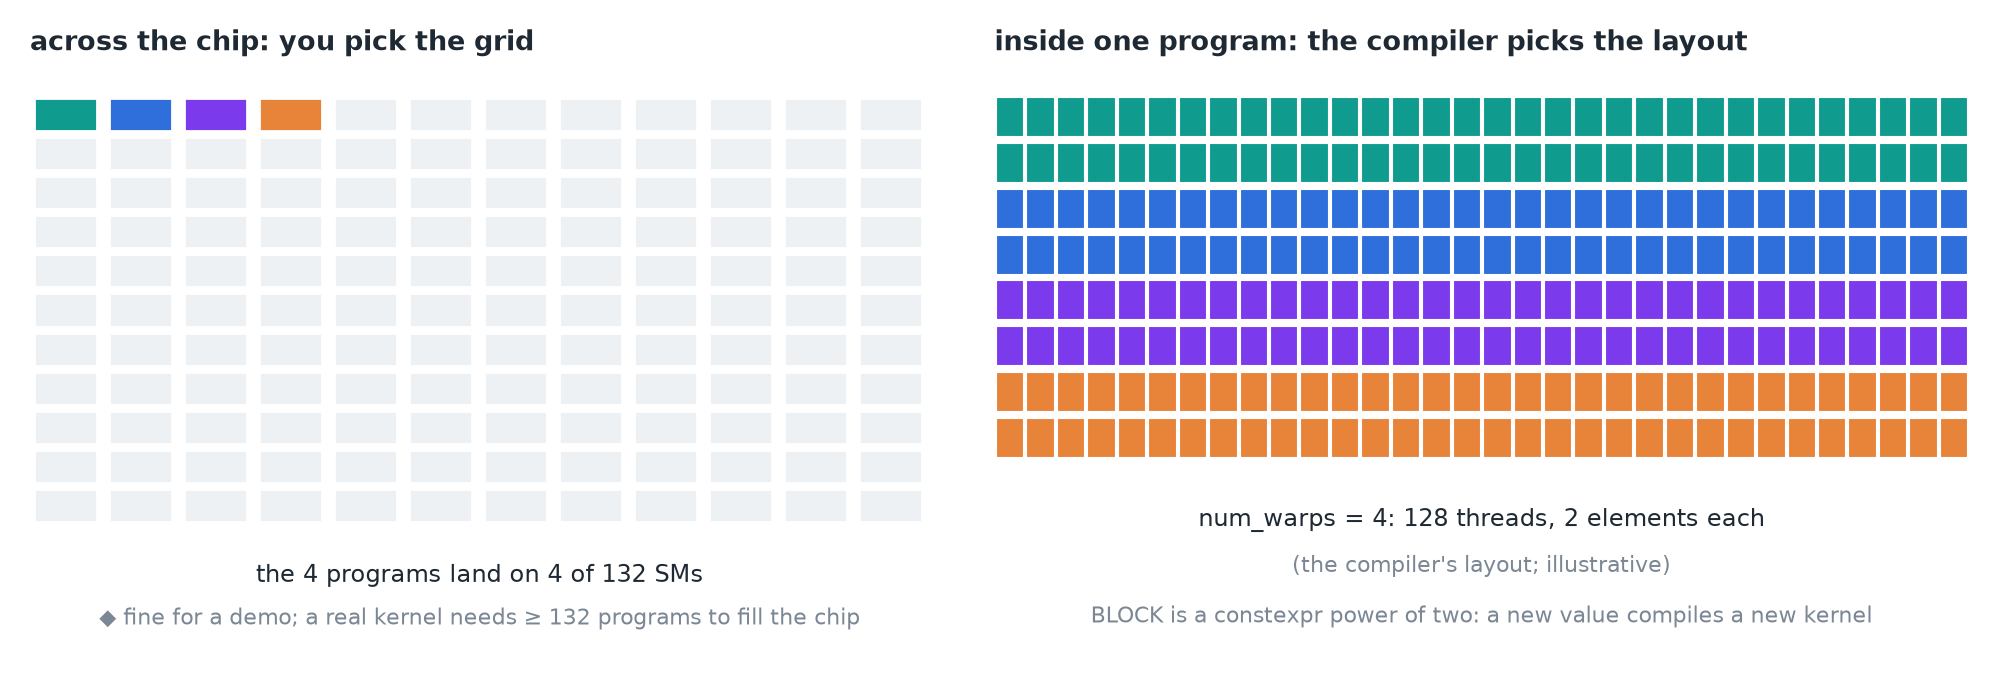 across the chip: you pick the grid
the 4 programs land on 4 of 132 SMs
◆ fine for a demo; a real kernel needs ≥ 132 programs to fill the chip
inside one program: the compiler picks the layout
num_warps = 4: 128 threads, 2 elements each
(the compiler's layout; illustrative)
BLOCK is a constexpr power of two: a new value compiles a new kernel